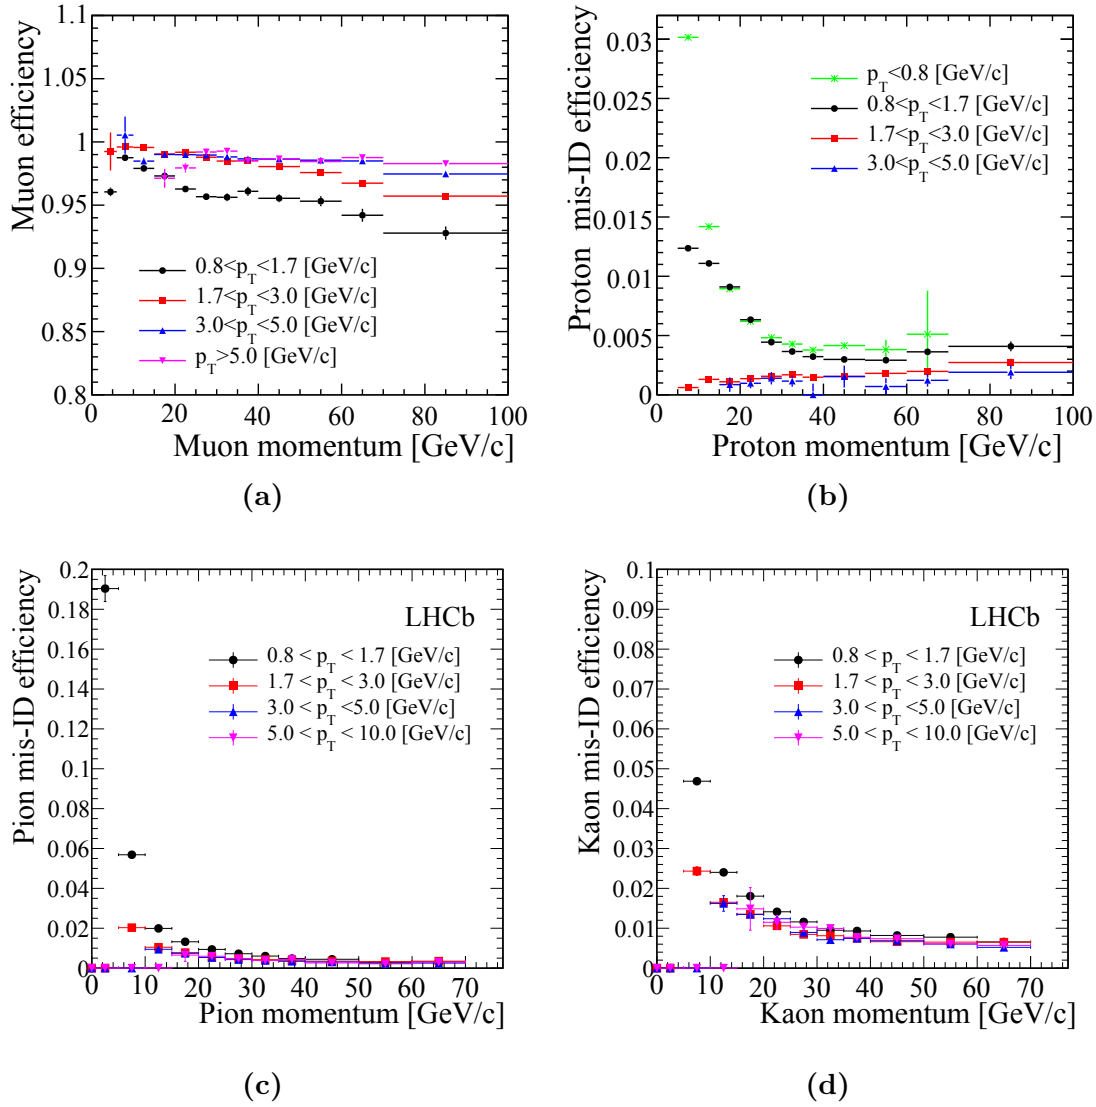 Muon efficiency
1.1
1.05
1
0.95
0.9
0.85
0.8
0.8<p_T<1.7 [GeV/c]
1.7<p_T<3.0 [GeV/c]
3.0<p_T<5.0 [GeV/c]
p_T>5.0 [GeV/c]
0 20 40 60 80 100
Muon momentum [GeV/c]
(a)
Proton mis-ID efficiency
0.03
0.025
0.02
0.015
0.01
0.005
0
p_T<0.8 [GeV/c]
0.8<p_T<1.7 [GeV/c]
1.7<p_T<3.0 [GeV/c]
3.0<p_T<5.0 [GeV/c]
0 20 40 60 80 100
Proton momentum [GeV/c]
(b)
Pion mis-ID efficiency
0.2
0.18
0.16
0.14
0.12
0.1
0.08
0.06
0.04
0.02
0
LHCb
0.8 < p_T < 1.7 [GeV/c]
1.7 < p_T < 3.0 [GeV/c]
3.0 < p_T <5.0 [GeV/c]
5.0 < p_T < 10.0 [GeV/c]
0 10 20 30 40 50 60 70
Pion momentum [GeV/c]
(c)
Kaon mis-ID efficiency
0.1
0.09
0.08
0.07
0.06
0.05
0.04
0.03
0.02
0.01
0
LHCb
0.8 < p_T < 1.7 [GeV/c]
1.7 < p_T < 3.0 [GeV/c]
3.0 < p_T <5.0 [GeV/c]
5.0 < p_T < 10.0 [GeV/c]
0 10 20 30 40 50 60 70
Kaon momentum [GeV/c]
(d)